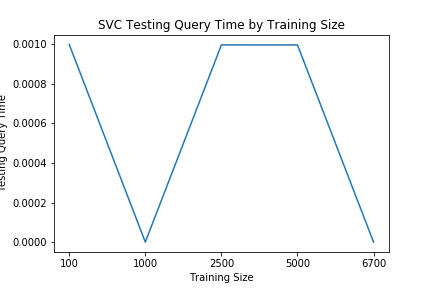 SVC Testing Query Time by Training Size
0.0010
0.0008
0.0006
0.0004
0.0002
0.0000
Testing Query Time
100 1000 2500 5000 6700
Training Size